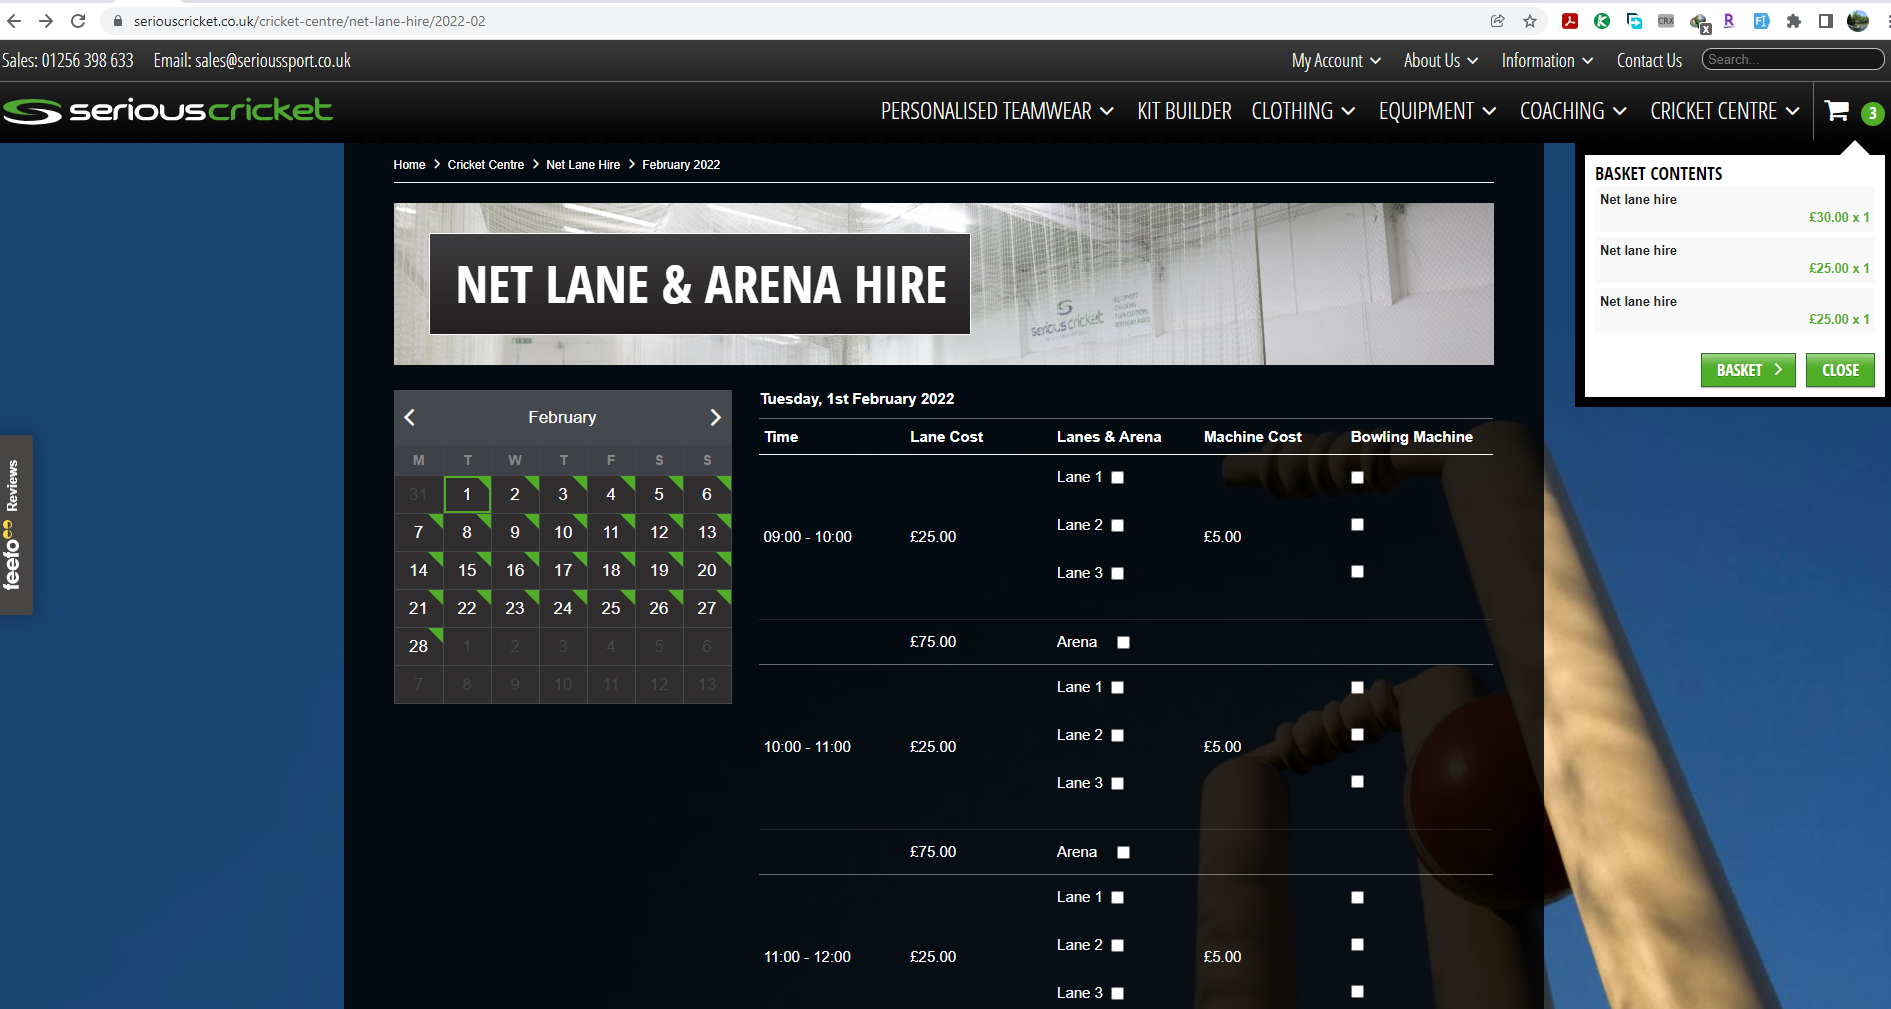 seriouscricket.co.uk/cricket-centre/net-lane-hire/2022-02
CRX
x
R
Sales: 01256 398 633 Email: sales@serioussport.co.uk
My Account About Us Information Contact Us Search...
seriouscricket
PERSONALISED TEAMWEAR KIT BUILDER CLOTHING EQUIPMENT COACHING CRICKET CENTRE 3
Home > Cricket Centre > Net Lane Hire > February 2022
NET LANE & ARENA HIRE
serious cricket
BASKET CONTENTS
Net lane hire
£30.00 x 1
Net lane hire
£25.00 x 1
Net lane hire
£25.00 x 1
BASKET > CLOSE
feefo Reviews
February
M T W T F S S
31 1 2 3 4 5 6
7 8 9 10 11 12 13
14 15 16 17 18 19 20
21 22 23 24 25 26 27
28 1 2 3 4 5 6
7 8 9 10 11 12 13
Tuesday, 1st February 2022
Time Lane Cost Lanes & Arena Machine Cost Bowling Machine
Lane 1
Lane 2
09:00 - 10:00 £25.00 £5.00
Lane 3
£75.00 Arena
Lane 1
Lane 2
10:00 - 11:00 £25.00 £5.00
Lane 3
£75.00 Arena
Lane 1
Lane 2
11:00 - 12:00 £25.00 £5.00
Lane 3